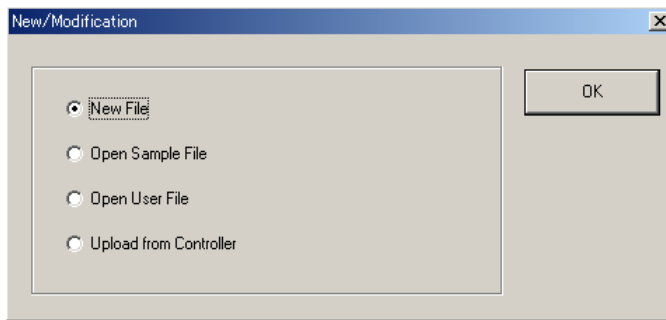 New/Modification
New File
OK
Open Sample File
Open User File
Upload from Controller